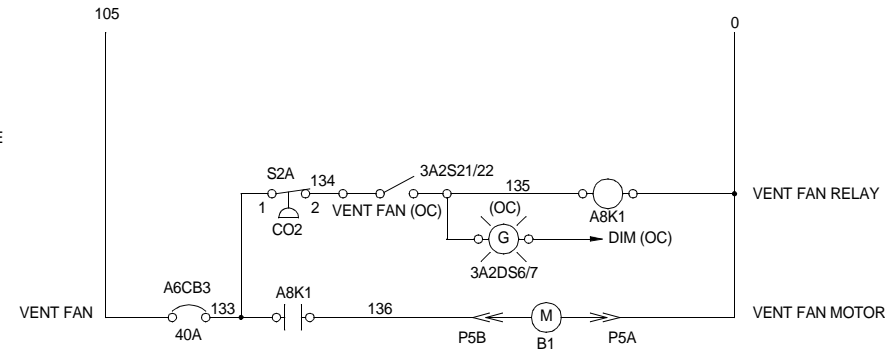 105
0
E
S2A
134
3A2S21/22
135
1
2
VENT FAN (OC)
(OC)
A8K1
VENT FAN RELAY
CO2
G
DIM (OC)
3A2DS6/7
A6CB3
A8K1
VENT FAN
133
136
M
VENT FAN MOTOR
40A
P5B
B1
P5A